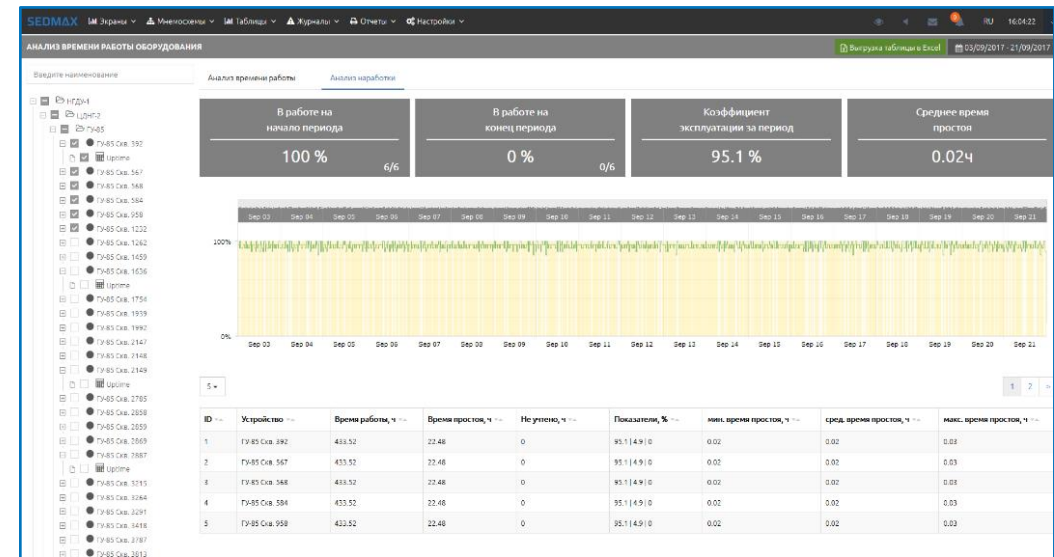 SEDMAX Экраны Мнемосхемы Таблицы Журналы Отчеты Настройки RU 16:04:22
АНАЛИЗ ВРЕМЕНИ РАБОТЫ ОБОРУДОВАНИЯ Выгрузка таблицы в Excel 03/09/2017 - 21/09/2017
Введите наименование
Анализ времени работы Анализ наработки
НГДУ-1
ЦДНГ-2
ГУ-85
ГУ-85 Скв. 392
Uptime
ГУ-85 Скв. 567
ГУ-85 Скв. 568
ГУ-85 Скв. 584
ГУ-85 Скв. 958
ГУ-85 Скв. 1232
ГУ-85 Скв. 1262
ГУ-85 Скв. 1459
ГУ-85 Скв. 1636
Uptime
ГУ-85 Скв. 1754
ГУ-85 Скв. 1939
ГУ-85 Скв. 1992
ГУ-85 Скв. 2147
ГУ-85 Скв. 2148
ГУ-85 Скв. 2149
Uptime
ГУ-85 Скв. 2785
ГУ-85 Скв. 2858
ГУ-85 Скв. 2859
ГУ-85 Скв. 2869
ГУ-85 Скв. 2887
Uptime
ГУ-85 Скв. 3215
ГУ-85 Скв. 3264
ГУ-85 Скв. 3291
ГУ-85 Скв. 3418
ГУ-85 Скв. 3787
ГУ-85 Скв. 3813
В работе на
начало периода
100 %
6/6
В работе на
конец периода
0 %
0/6
Коэффициент
эксплуатации за период
95.1 %
Среднее время
простоя
0.02ч
Sep 03 Sep 04 Sep 05 Sep 06 Sep 07 Sep 08 Sep 09 Sep 10 Sep 11 Sep 12 Sep 13 Sep 14 Sep 15 Sep 16 Sep 17 Sep 18 Sep 19 Sep 20 Sep 21
100%
0%
Sep 03 Sep 04 Sep 05 Sep 06 Sep 07 Sep 08 Sep 09 Sep 10 Sep 11 Sep 12 Sep 13 Sep 14 Sep 15 Sep 16 Sep 17 Sep 18 Sep 19 Sep 20 Sep 21
5 1 2 »
ID Устройство Время работы, ч Время простоя, ч Не учтено, ч Показатели, % мин. время простоя, ч сред. время простоя, ч макс. время простоя, ч
1 ГУ-85 Скв. 392 433.52 22.48 0 95.1 | 4.9 | 0 0.02 0.02 0.03
2 ГУ-85 Скв. 567 433.52 22.48 0 95.1 | 4.9 | 0 0.02 0.02 0.03
3 ГУ-85 Скв. 568 433.52 22.48 0 95.1 | 4.9 | 0 0.02 0.02 0.03
4 ГУ-85 Скв. 584 433.52 22.48 0 95.1 | 4.9 | 0 0.02 0.02 0.03
5 ГУ-85 Скв. 958 433.52 22.48 0 95.1 | 4.9 | 0 0.02 0.02 0.03